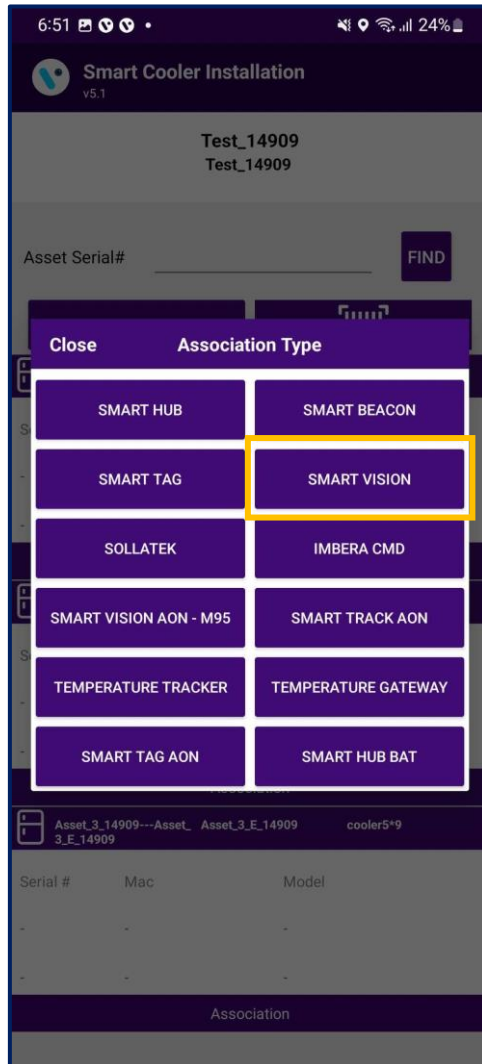 6:51
24%
Smart Cooler Installation
v5.1
Test_14909
Test_14909
Asset Serial#
FIND
Close Association Type
SMART HUB SMART BEACON
SMART TAG SMART VISION
SOLLATEK IMBERA CMD
SMART VISION AON - M95 SMART TRACK AON
TEMPERATURE TRACKER TEMPERATURE GATEWAY
SMART TAG AON SMART HUB BAT
Asset_3_14909---Asset_ Asset_3_E_14909 cooler5*9
3_E_14909
Serial # Mac Model
- - -
- - -
Association